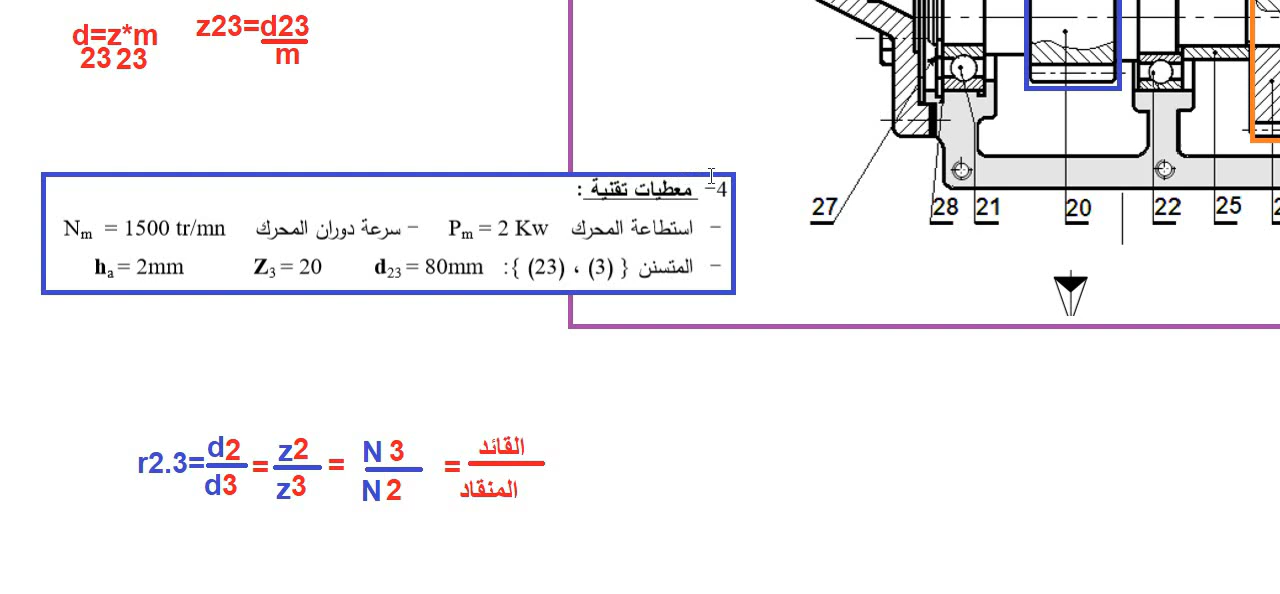 d=z*m
23 23
z23=d23
m
4– معطيات تقنية :
– استطاعة المحرك Pm = 2 Kw – سرعة دوران المحرك Nm = 1500 tr/mn
– المتسنن { (3) ، (23) }: d23 = 80mm Z3 = 20 ha = 2mm
27 28 21 20 22 25
r2.3= d2 = z2 = N 3 = القائد
d3 z3 N 2 المنقاد